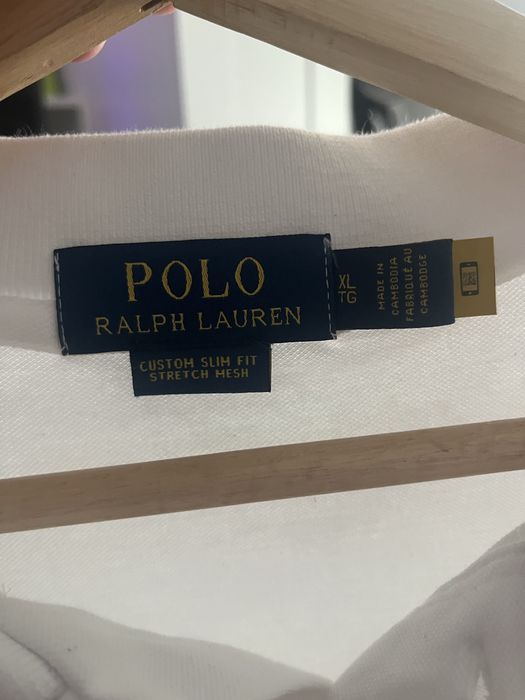 POLO
RALPH LAUREN
CUSTOM SLIM FIT
STRETCH MESH
XL
TG
MADE IN
CAMBODIA
FABRIQUÉ AU
CAMBODGE